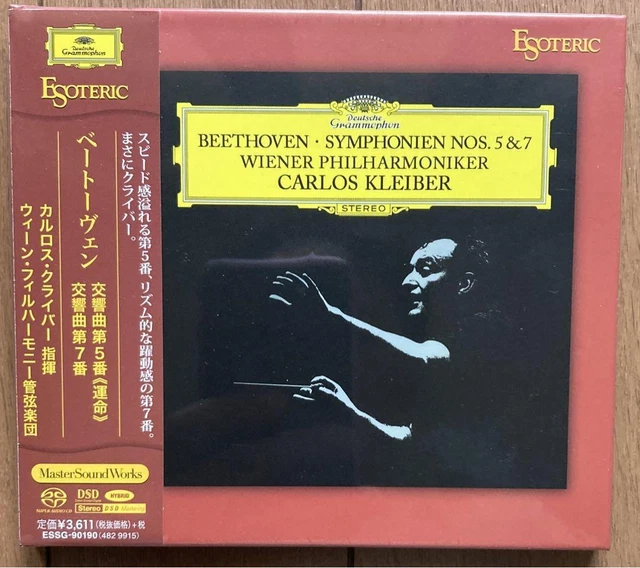 Deutsche
Grammophon
ESOTERIC
スピード感溢れる第5番、リズム的な躍動感の第7番。
まさにクライバー。
ベートーヴェン
交響曲第5番《運命》
交響曲第7番
カルロス・クライバー 指揮
ウィーン・フィルハーモニー管弦楽団
MasterSoundWorks
SUPER AUDIO CD
DSD
HYBRID
Stereo DSD Mastering
定価¥3,611(税抜価格)+税
ESSG-90190(482 9915)
ESOTERIC
Deutsche
Grammophon
BEETHOVEN · SYMPHONIEN NOS. 5 & 7
WIENER PHILHARMONIKER
CARLOS KLEIBER
STEREO